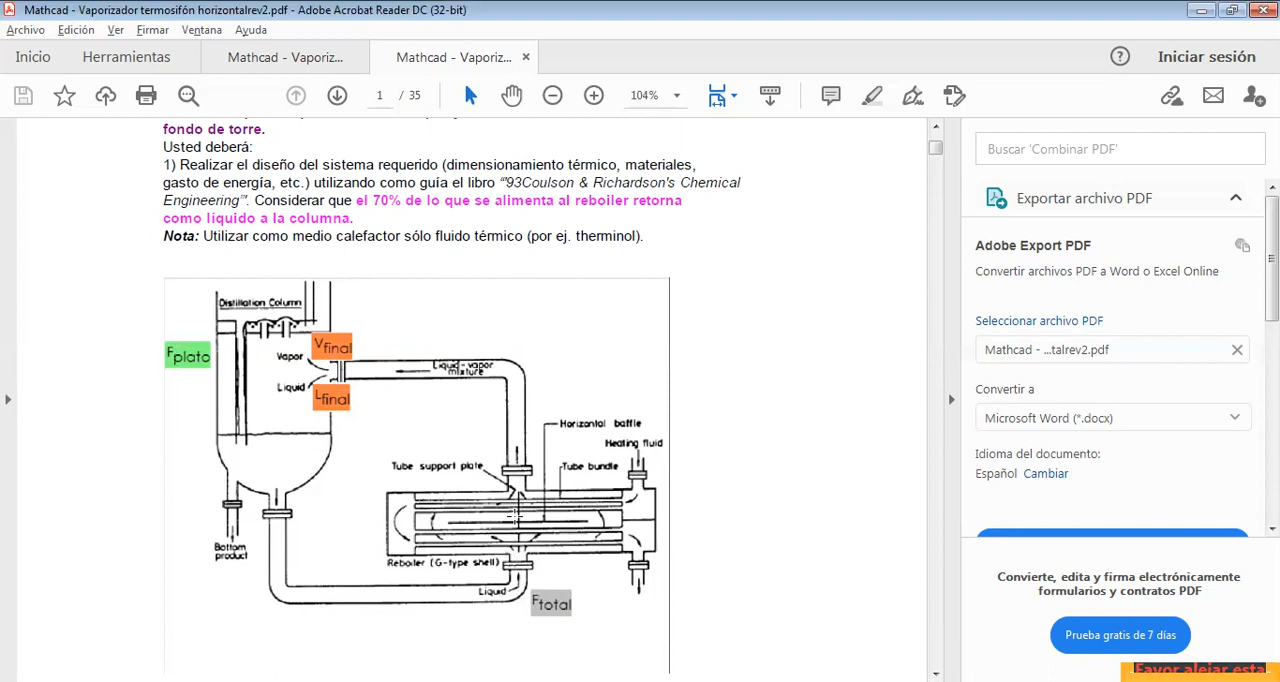 Mathcad - Vaporizador termosifón horizontalrev2.pdf - Adobe Acrobat Reader DC (32-bit)
Archivo Edición Ver Firmar Ventana Ayuda
Inicio Herramientas Mathcad - Vaporiz... Mathcad - Vaporiz... × Iniciar sesión
1 / 35 104%
fondo de torre.
Usted deberá:
1) Realizar el diseño del sistema requerido (dimensionamiento térmico, materiales,
gasto de energía, etc.) utilizando como guía el libro “'93Coulson & Richardson's Chemical
Engineering'”. Considerar que el 70% de lo que se alimenta al reboiler retorna
como líquido a la columna.
Nota: Utilizar como medio calefactor sólo fluido térmico (por ej. therminol).
Distillation Column
Fplato
Vapor
Vfinal
Liquid
Lfinal
Liquid-vapor
mixture
Horizontal baffle
Heating fluid
Tube support plate
Tube bundle
Bottom
product
Reboiler (G-type shell)
Liquid
Ftotal
Buscar 'Combinar PDF'
Exportar archivo PDF
Adobe Export PDF
Convertir archivos PDF a Word o Excel Online
Seleccionar archivo PDF
Mathcad - ...talrev2.pdf
Convertir a
Microsoft Word (*.docx)
Idioma del documento:
Español Cambiar
Convierte, edita y firma electrónicamente
formularios y contratos PDF
Prueba gratis de 7 días
Favor alejar esta